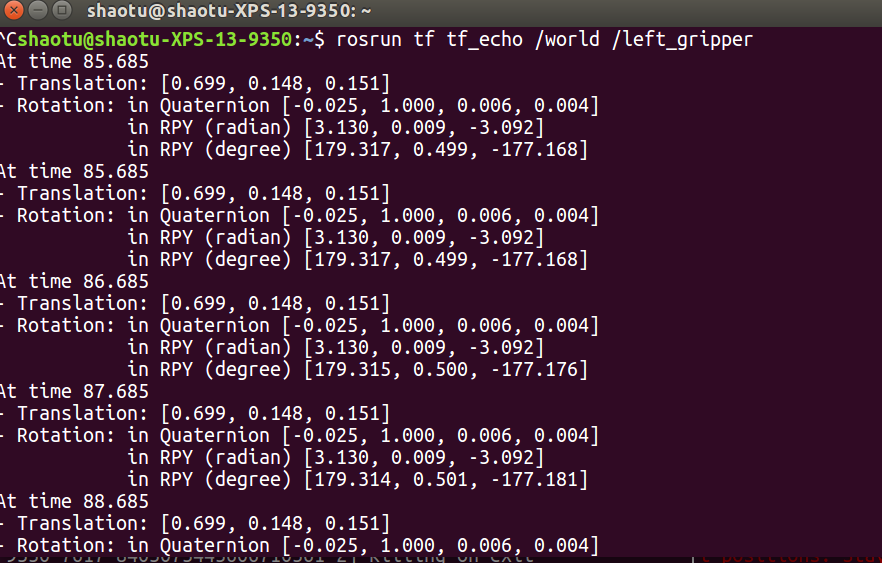 shaotu@shaotu-XPS-13-9350: ~
^Cshaotu@shaotu-XPS-13-9350:~$ rosrun tf tf_echo /world /left_gripper
At time 85.685
- Translation: [0.699, 0.148, 0.151]
- Rotation: in Quaternion [-0.025, 1.000, 0.006, 0.004]
in RPY (radian) [3.130, 0.009, -3.092]
in RPY (degree) [179.317, 0.499, -177.168]
At time 85.685
- Translation: [0.699, 0.148, 0.151]
- Rotation: in Quaternion [-0.025, 1.000, 0.006, 0.004]
in RPY (radian) [3.130, 0.009, -3.092]
in RPY (degree) [179.317, 0.499, -177.168]
At time 86.685
- Translation: [0.699, 0.148, 0.151]
- Rotation: in Quaternion [-0.025, 1.000, 0.006, 0.004]
in RPY (radian) [3.130, 0.009, -3.092]
in RPY (degree) [179.315, 0.500, -177.176]
At time 87.685
- Translation: [0.699, 0.148, 0.151]
- Rotation: in Quaternion [-0.025, 1.000, 0.006, 0.004]
in RPY (radian) [3.130, 0.009, -3.092]
in RPY (degree) [179.314, 0.501, -177.181]
At time 88.685
- Translation: [0.699, 0.148, 0.151]
- Rotation: in Quaternion [-0.025, 1.000, 0.006, 0.004]